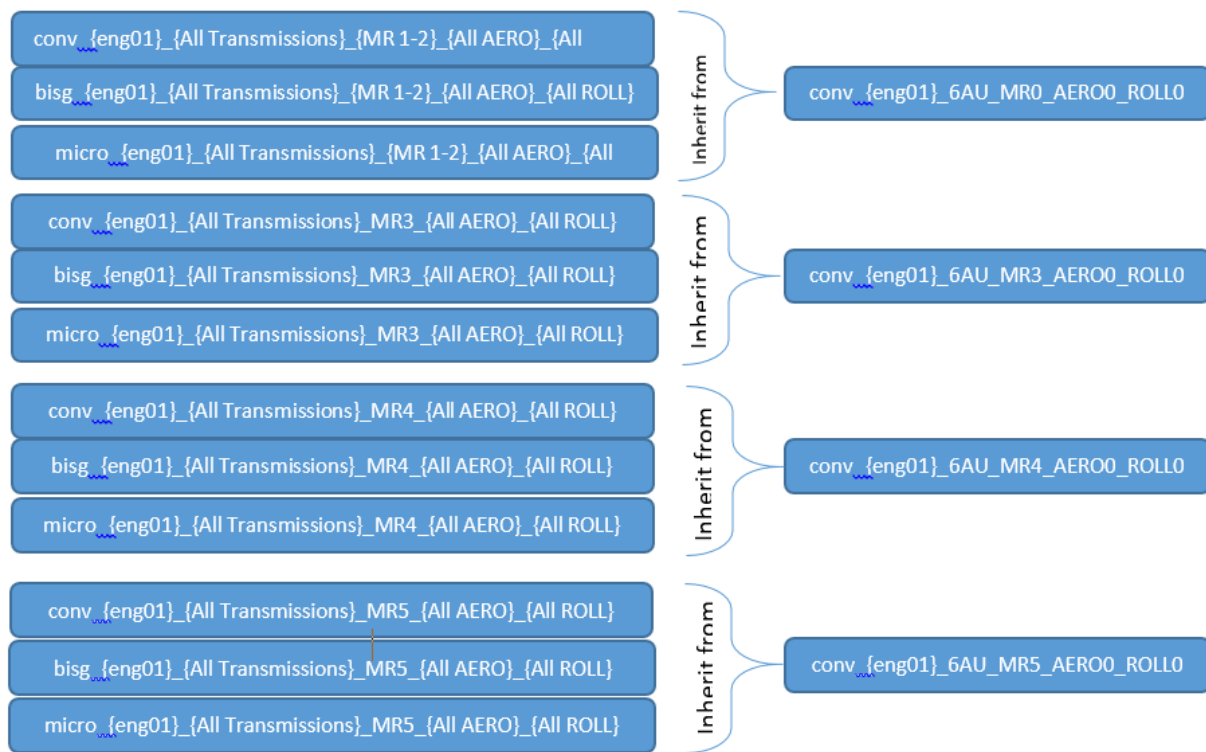 conv_{eng01}_{All Transmissions}_{MR 1-2}_{All AERO}_{All
bisg_{eng01}_{All Transmissions}_{MR 1-2}_{All AERO}_{All ROLL}
micro_{eng01}_{All Transmissions}_{MR 1-2}_{All AERO}_{All
Inherit from
conv_{eng01}_6AU_MR0_AERO0_ROLL0
conv_{eng01}_{All Transmissions}_MR3_{All AERO}_{All ROLL}
bisg_{eng01}_{All Transmissions}_MR3_{All AERO}_{All ROLL}
micro_{eng01}_{All Transmissions}_MR3_{All AERO}_{All ROLL}
Inherit from
conv_{eng01}_6AU_MR3_AERO0_ROLL0
conv_{eng01}_{All Transmissions}_MR4_{All AERO}_{All ROLL}
bisg_{eng01}_{All Transmissions}_MR4_{All AERO}_{All ROLL}
micro_{eng01}_{All Transmissions}_MR4_{All AERO}_{All ROLL}
Inherit from
conv_{eng01}_6AU_MR4_AERO0_ROLL0
conv_{eng01}_{All Transmissions}_MR5_{All AERO}_{All ROLL}
bisg_{eng01}_{All Transmissions}_MR5_{All AERO}_{All ROLL}
micro_{eng01}_{All Transmissions}_MR5_{All AERO}_{All ROLL}
Inherit from
conv_{eng01}_6AU_MR5_AERO0_ROLL0